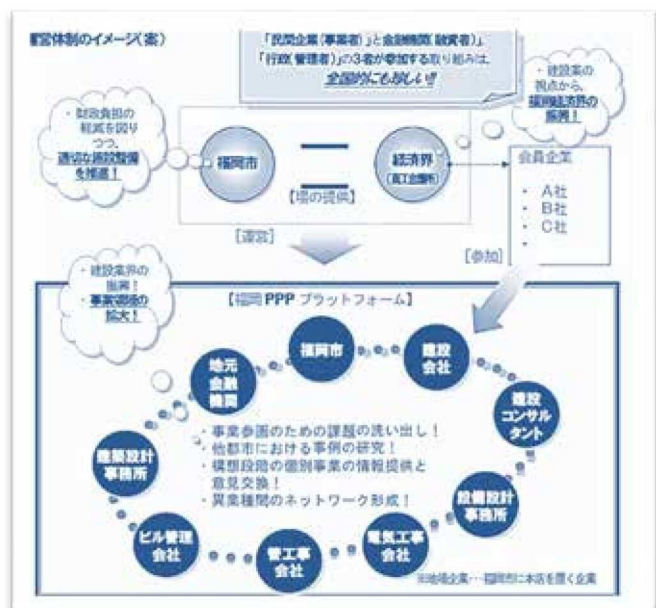 運営体制のイメージ（案）
「民間企業（事業者）」と金融機関（融資者）」、
「行政（管理者）」の3者が参加する取り組みは、
全国的にも珍しい!!
・建設業の
視点から、
福岡経済界の
振興！
・財政負担の
軽減を図り
つつ、
適切な施設整備
を推進！
福岡市
経済界
（商工会議所）
【場の提供】
会員企業
・ A社
・ B社
・ C社
・
［運営］
［参加］
・建設業界の
振興！
・事業領域の
拡大！
【福岡 PPP プラットフォーム】
福岡市
建設
会社
地元
金融
機関
建設
コンサル
タント
・事業参画のための課題の洗い出し！
・他都市における事例の研究！
・構想段階の個別事業の情報提供と
意見交換！
・異業種間のネットワーク形成！
建築設計
事務所
設備設計
事務所
ビル管理
会社
管工事
会社
電気工事
会社
※地場企業・・・福岡市に本店を置く企業